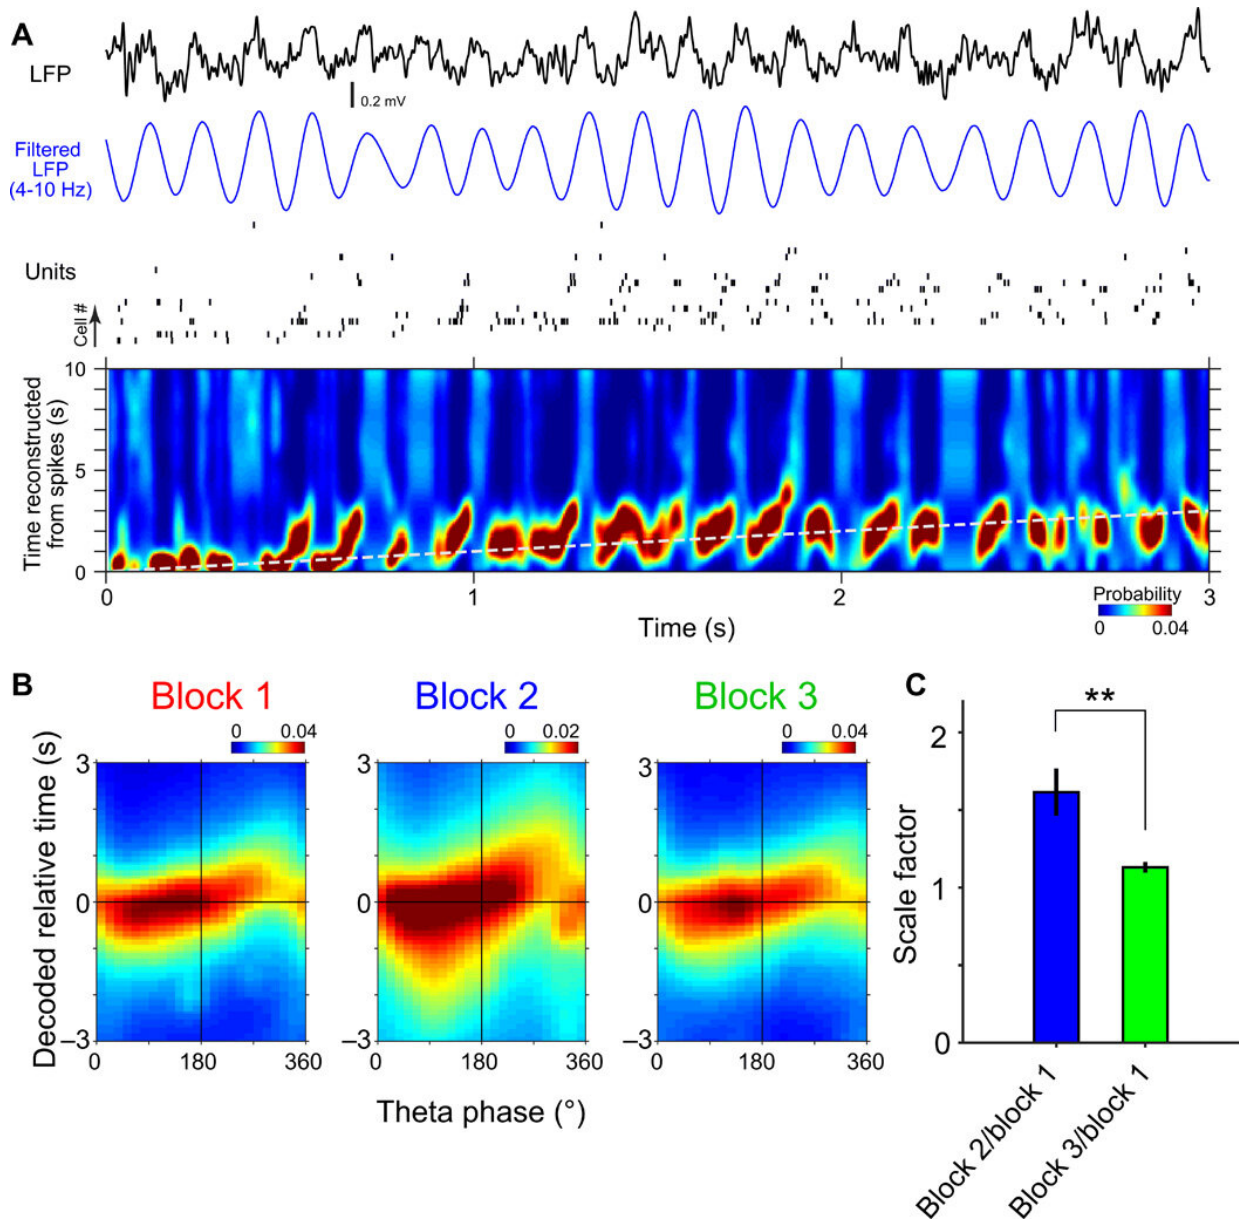 A
LFP
0.2 mV
Filtered
LFP
(4-10 Hz)
Units
Cell #
Time reconstructed
from spikes (s)
10
5
0
0
1
2
3
Time (s)
Probability
0
0.04
B
Block 1
Block 2
Block 3
0 0.04
0 0.02
0 0.04
Decoded relative time (s)
3
0
–3
3
0
–3
3
0
–3
0 180 360
0 180 360
0 180 360
Theta phase (°)
C
**
Scale factor
2
1
0
Block 2/block 1
Block 3/block 1